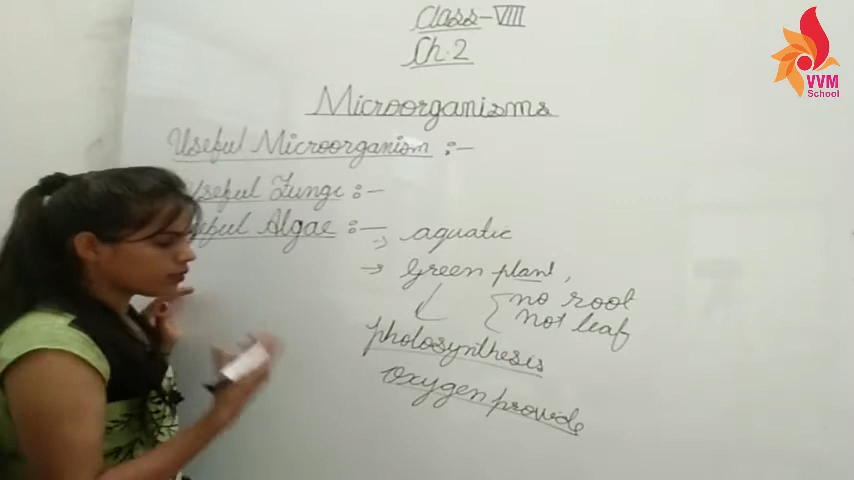 Class-VIII
Ch.2
VVM
School
Microorganisms
Useful Microorganism :-
Useful Fungi :-
Useful Algae :-
→ aquatic
→ Green plant,
no root
not leaf
photosynthesis
oxygen provide